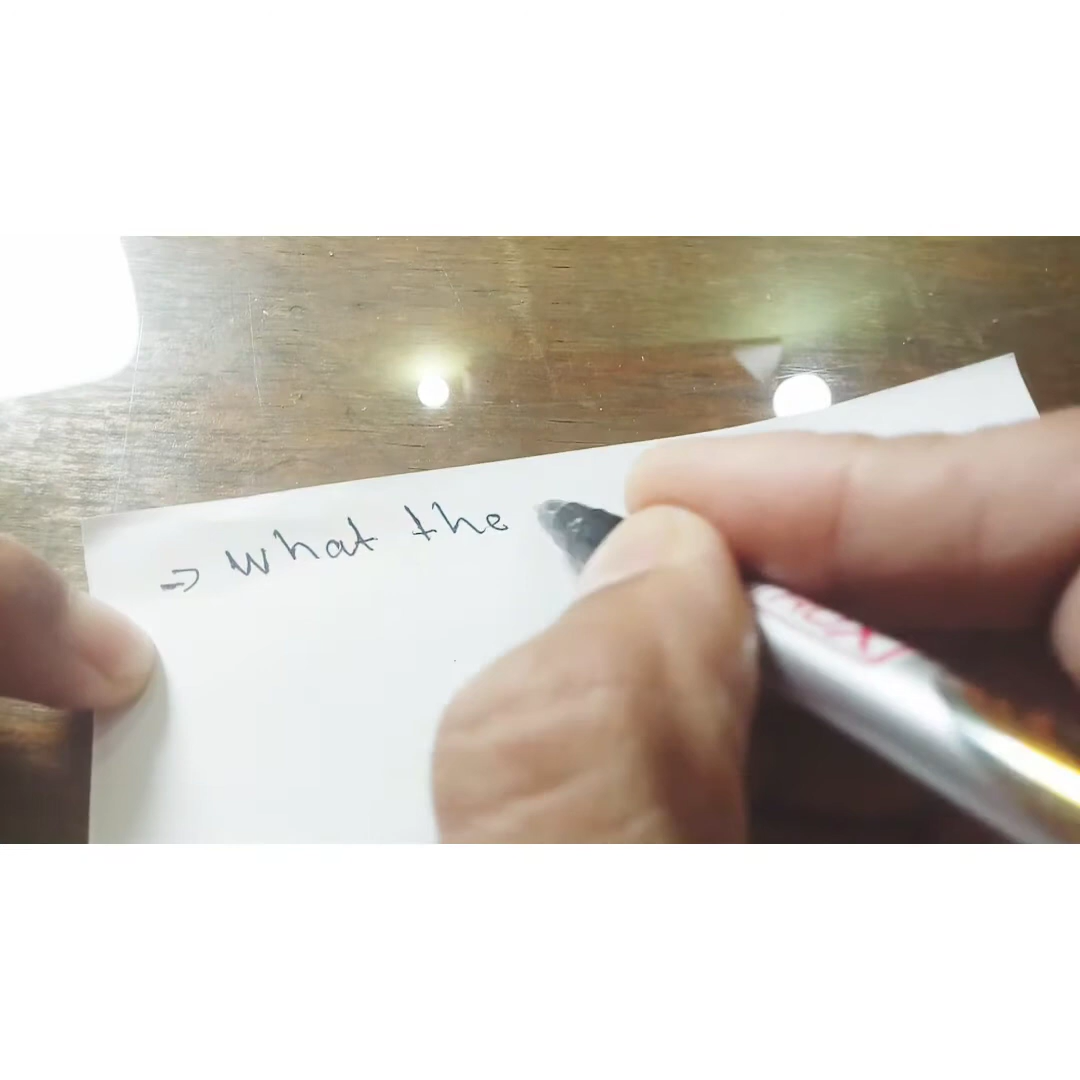 → what the